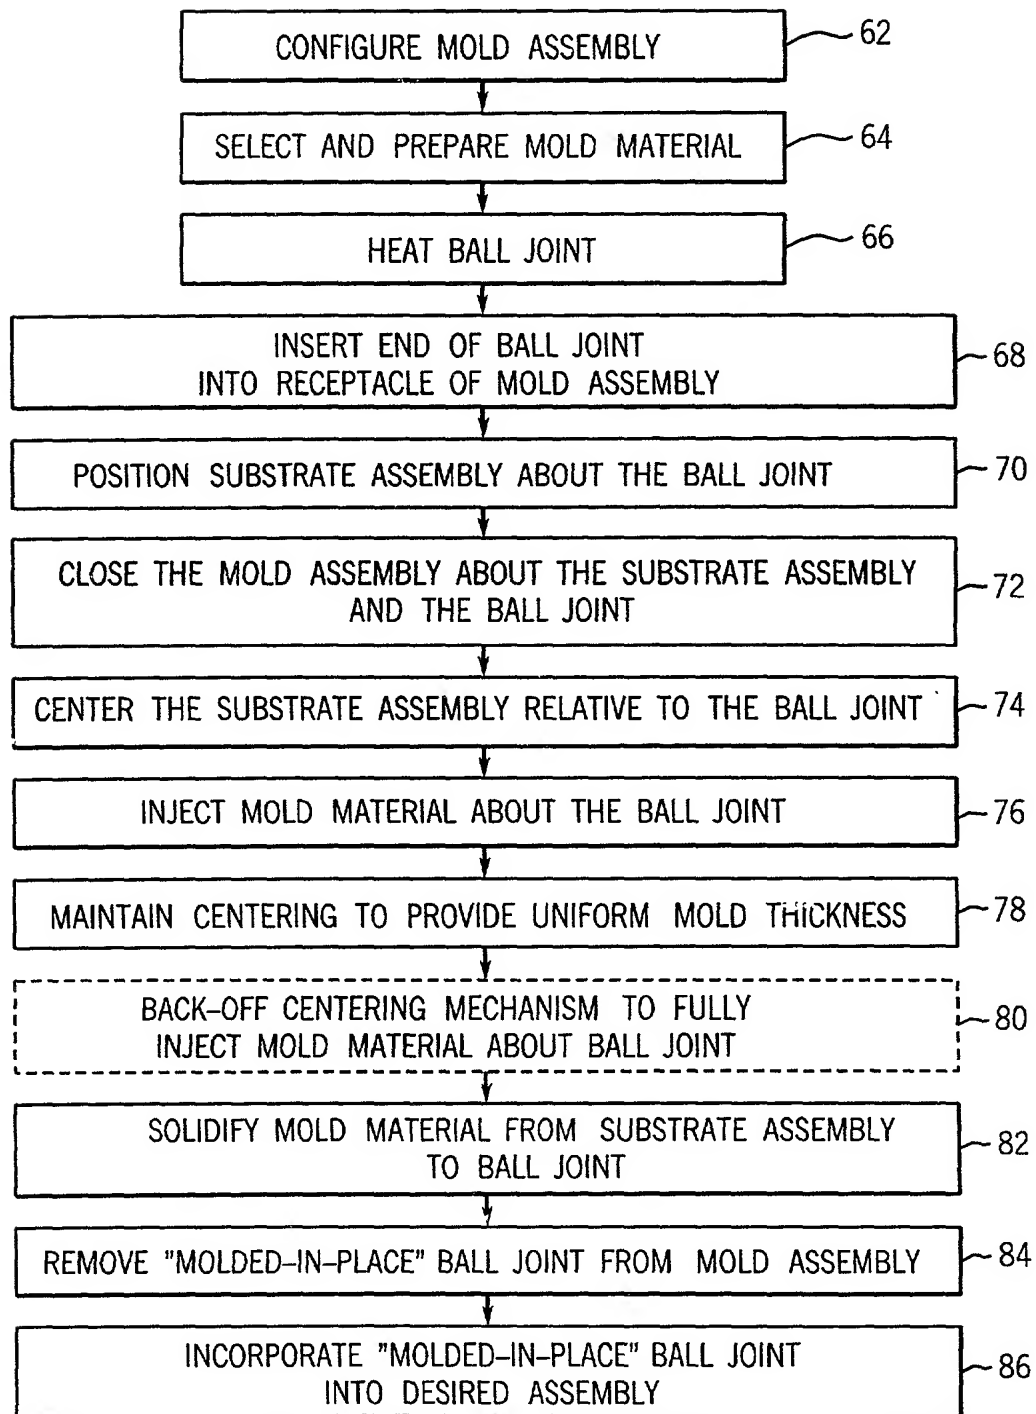 CONFIGURE MOLD ASSEMBLY
62
SELECT AND PREPARE MOLD MATERIAL
64
HEAT BALL JOINT
66
INSERT END OF BALL JOINT
INTO RECEPTACLE OF MOLD ASSEMBLY
68
POSITION SUBSTRATE ASSEMBLY ABOUT THE BALL JOINT
70
CLOSE THE MOLD ASSEMBLY ABOUT THE SUBSTRATE ASSEMBLY
AND THE BALL JOINT
72
CENTER THE SUBSTRATE ASSEMBLY RELATIVE TO THE BALL JOINT
74
INJECT MOLD MATERIAL ABOUT THE BALL JOINT
76
MAINTAIN CENTERING TO PROVIDE UNIFORM MOLD THICKNESS
78
BACK-OFF CENTERING MECHANISM TO FULLY
INJECT MOLD MATERIAL ABOUT BALL JOINT
80
SOLIDIFY MOLD MATERIAL FROM SUBSTRATE ASSEMBLY
TO BALL JOINT
82
REMOVE "MOLDED-IN-PLACE" BALL JOINT FROM MOLD ASSEMBLY
84
INCORPORATE "MOLDED-IN-PLACE" BALL JOINT
INTO DESIRED ASSEMBLY
86